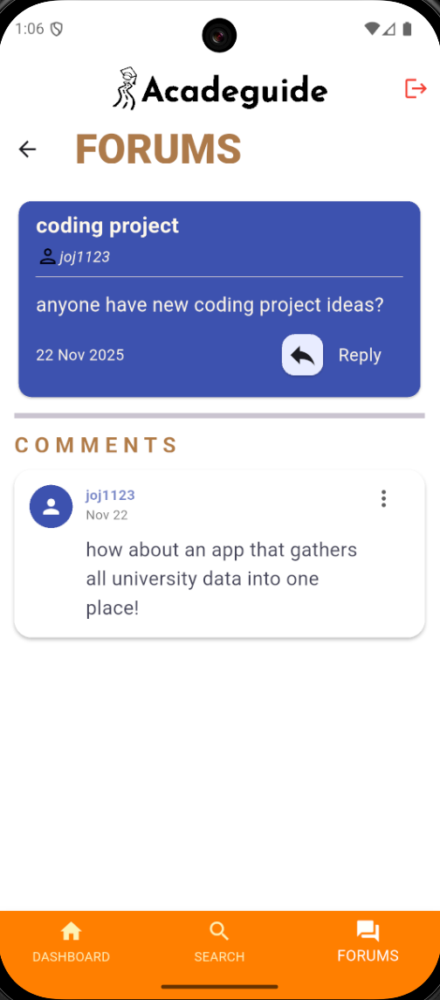 1:06
Acadeguide
FORUMS
coding project
joj1123
anyone have new coding project ideas?
22 Nov 2025
Reply
COMMENTS
joj1123
Nov 22
how about an app that gathers
all university data into one
place!
DASHBOARD
SEARCH
FORUMS